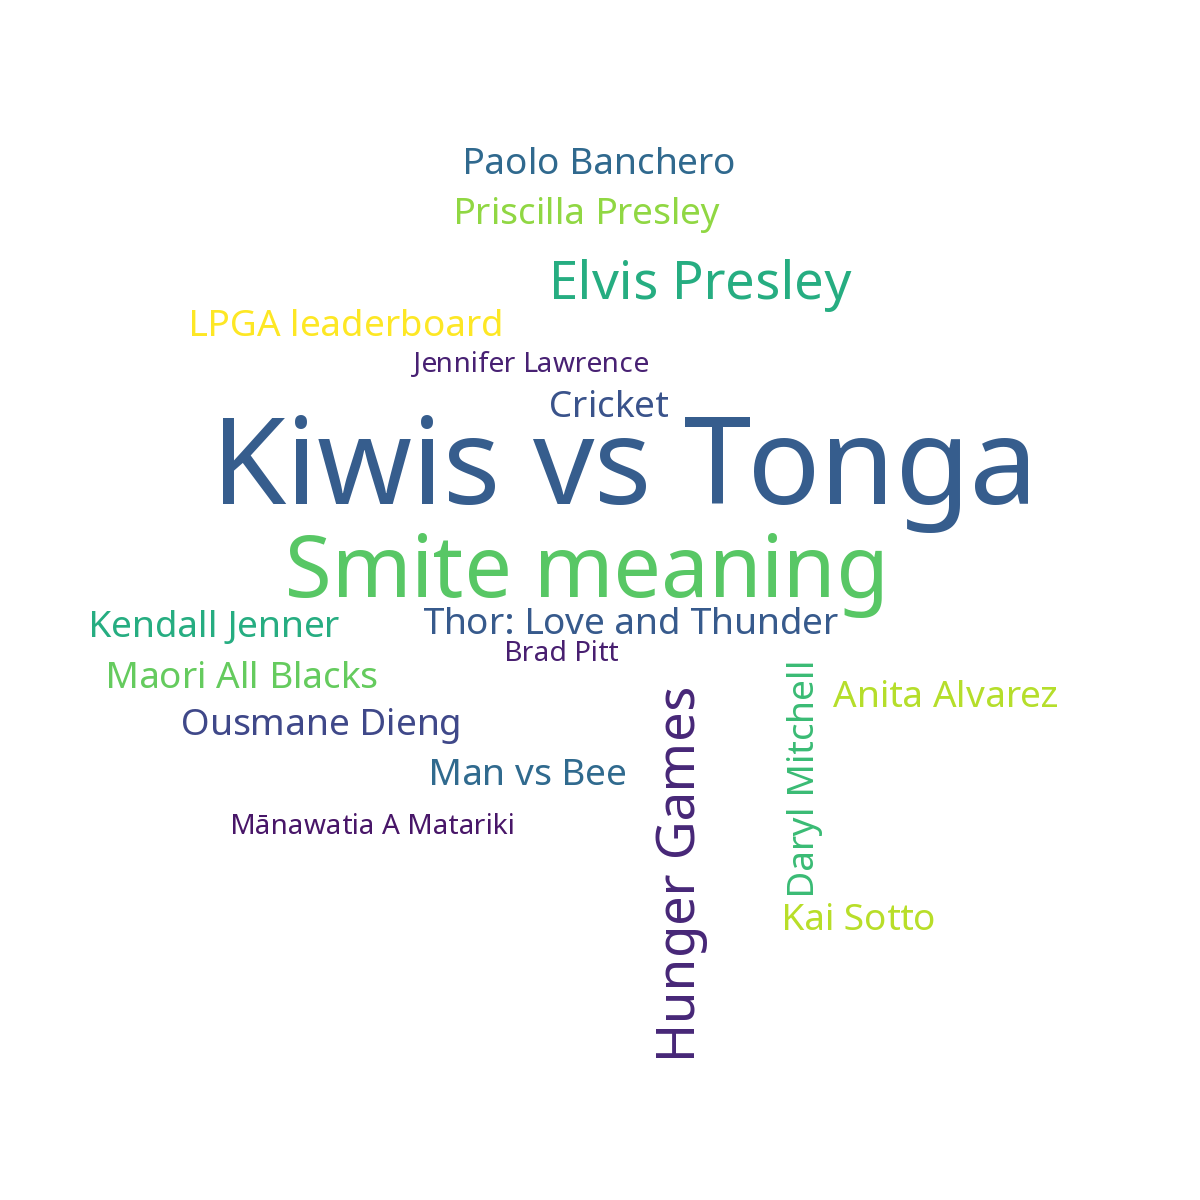 Paolo Banchero
Priscilla Presley
Elvis Presley
LPGA leaderboard
Jennifer Lawrence
Cricket
Kiwis vs Tonga
Smite meaning
Kendall Jenner
Thor: Love and Thunder
Brad Pitt
Maori All Blacks
Anita Alvarez
Ousmane Dieng
Man vs Bee
Daryl Mitchell
Mānawatia A Matariki
Hunger Games
Kai Sotto